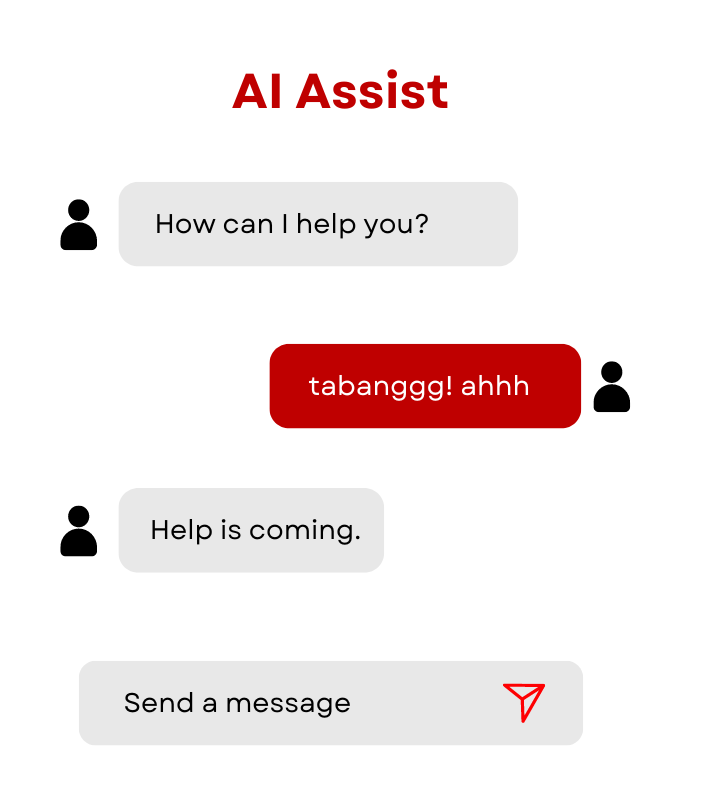 AI Assist
How can I help you?
tabanggg! ahhh
Help is coming.
Send a message